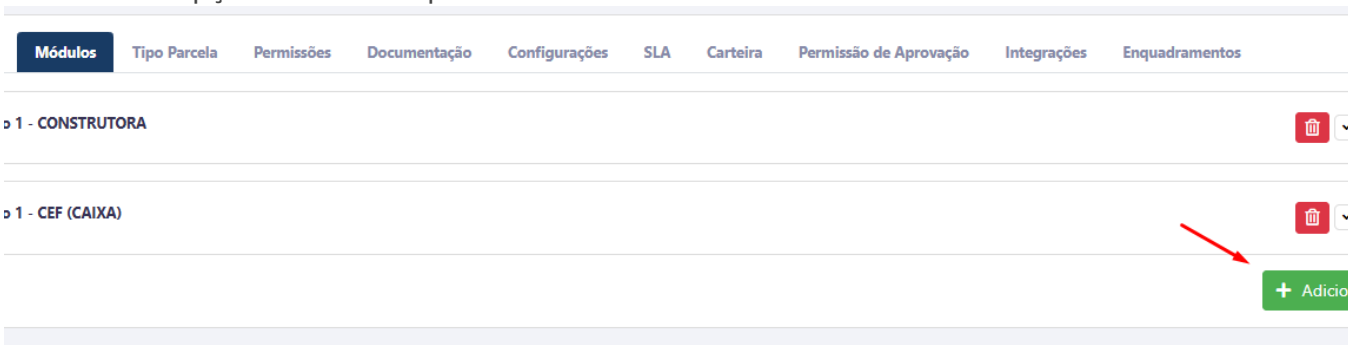 Módulos Tipo Parcela Permissões Documentação Configurações SLA Carteira Permissão de Aprovação Integrações Enquadramentos
o 1 - CONSTRUTORA
o 1 - CEF (CAIXA)
+ Adicio